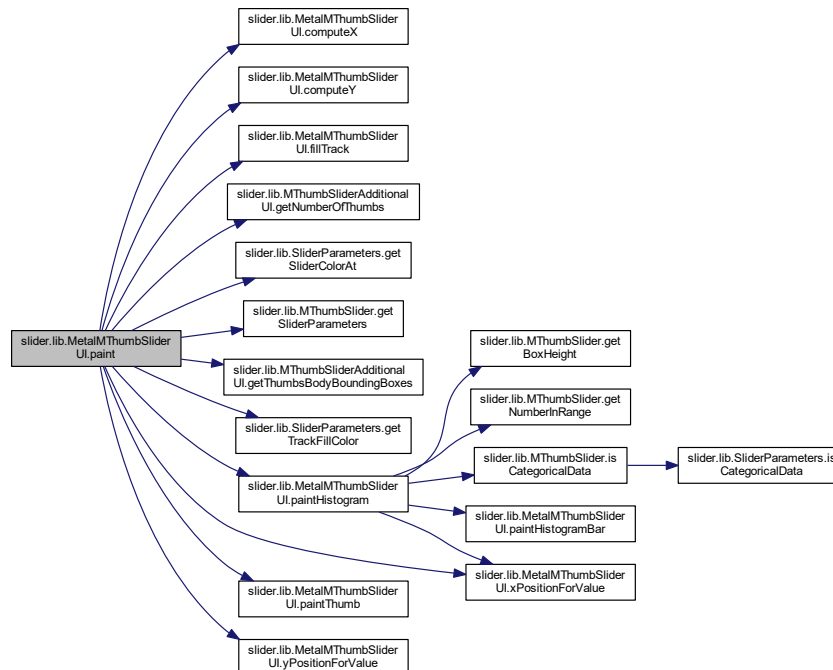 slider.lib.MetalMThumbSlider
UI.computeX
slider.lib.MetalMThumbSlider
UI.computeY
slider.lib.MetalMThumbSlider
UI.fillTrack
slider.lib.MThumbSliderAdditional
UI.getNumberOfThumbs
slider.lib.SliderParameters.get
SliderColorAt
slider.lib.MThumbSlider.get
SliderParameters
slider.lib.MetalMThumbSlider
UI.paint
slider.lib.MThumbSliderAdditional
UI.getThumbsBodyBoundingBoxes
slider.lib.SliderParameters.get
TrackFillColor
slider.lib.MetalMThumbSlider
UI.paintHistogram
slider.lib.MThumbSlider.get
BoxHeight
slider.lib.MThumbSlider.get
NumberInRange
slider.lib.MThumbSlider.is
CategoricalData
slider.lib.SliderParameters.is
CategoricalData
slider.lib.MetalMThumbSlider
UI.paintHistogramBar
slider.lib.MetalMThumbSlider
UI.xPositionForValue
slider.lib.MetalMThumbSlider
UI.paintThumb
slider.lib.MetalMThumbSlider
UI.yPositionForValue